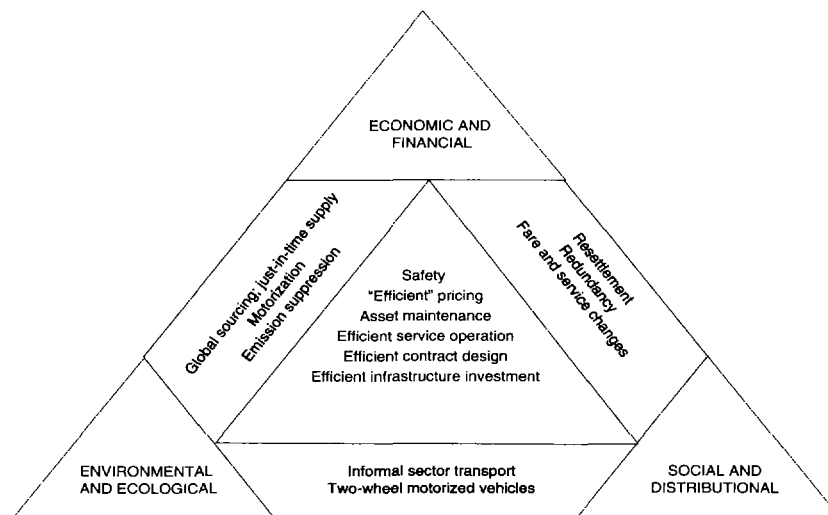 ECONOMIC AND
FINANCIAL
Global sourcing; just-in-time supply
Motorization
Emission suppression
Resettlement
Redundancy
Fare and service changes
Safety
"Efficient" pricing
Asset maintenance
Efficient service operation
Efficient contract design
Efficient infrastructure investment
ENVIRONMENTAL
AND ECOLOGICAL
Informal sector transport
Two-wheel motorized vehicles
SOCIAL AND
DISTRIBUTIONAL